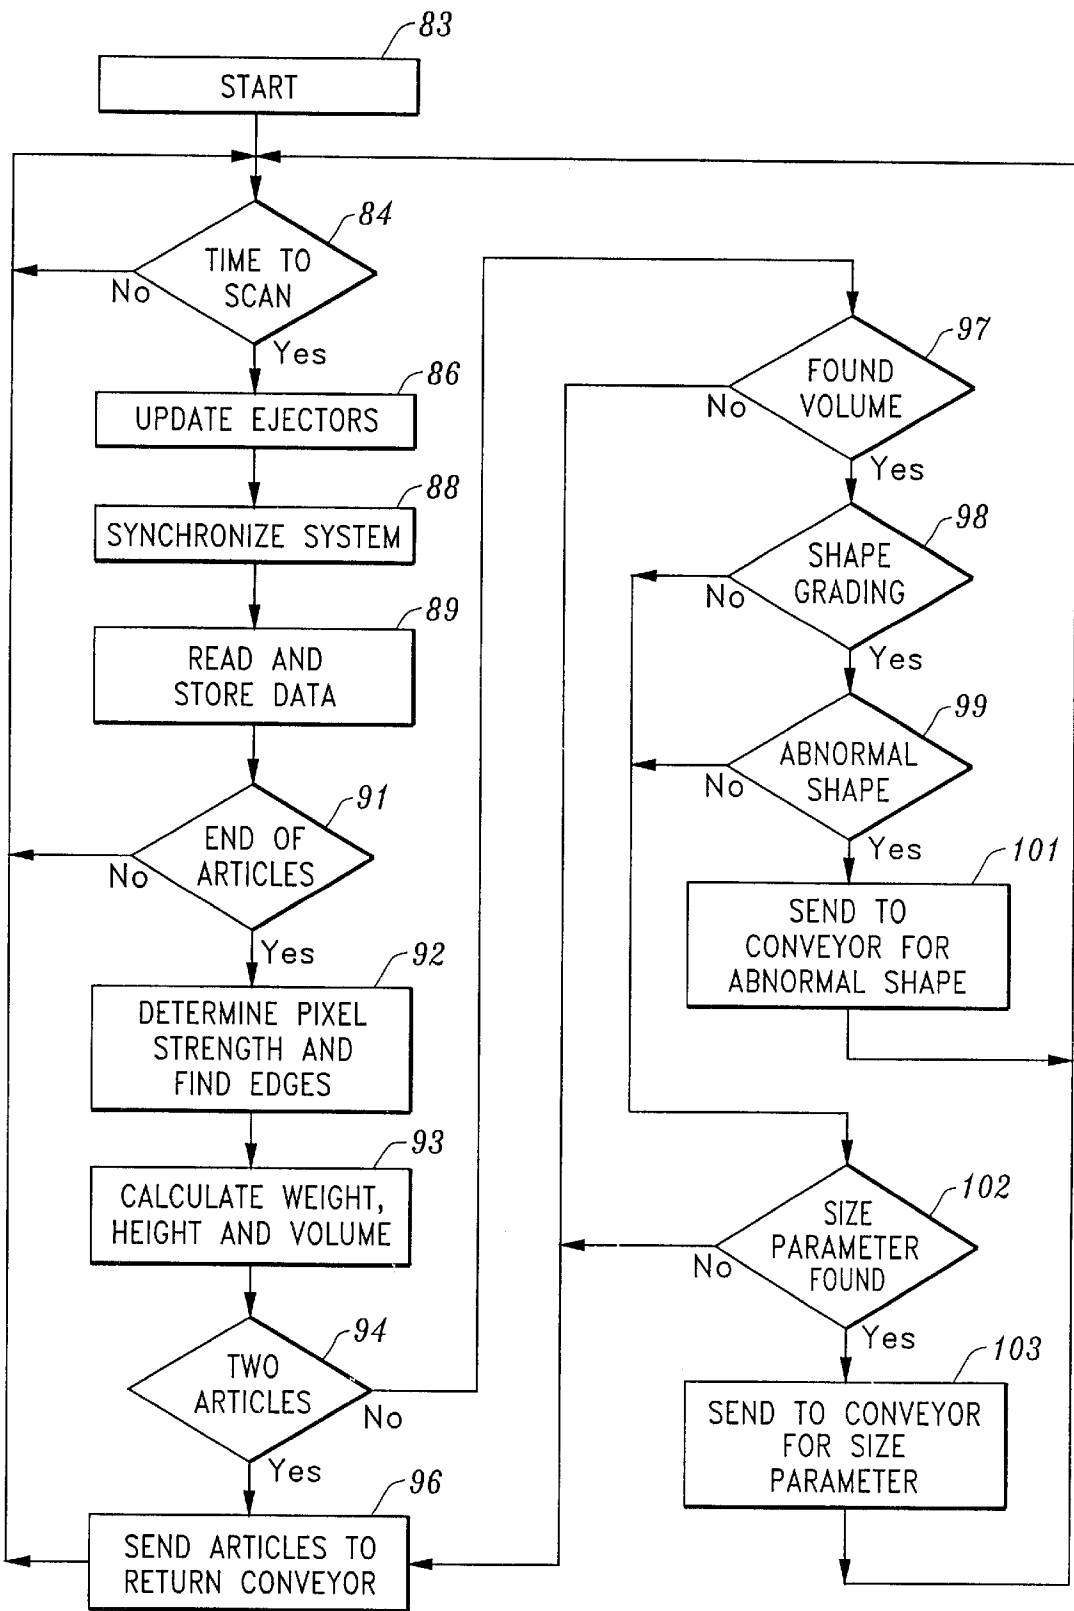 83
START
84
TIME TO
SCAN
No
Yes
86
UPDATE EJECTORS
88
SYNCHRONIZE SYSTEM
89
READ AND
STORE DATA
91
END OF
ARTICLES
No
Yes
92
DETERMINE PIXEL
STRENGTH AND
FIND EDGES
93
CALCULATE WEIGHT,
HEIGHT AND VOLUME
94
TWO
ARTICLES
No
Yes
96
SEND ARTICLES TO
RETURN CONVEYOR
97
FOUND
VOLUME
No
Yes
98
SHAPE
GRADING
No
Yes
99
ABNORMAL
SHAPE
No
Yes
101
SEND TO
CONVEYOR FOR
ABNORMAL SHAPE
102
SIZE
PARAMETER
FOUND
No
Yes
103
SEND TO CONVEYOR
FOR SIZE
PARAMETER